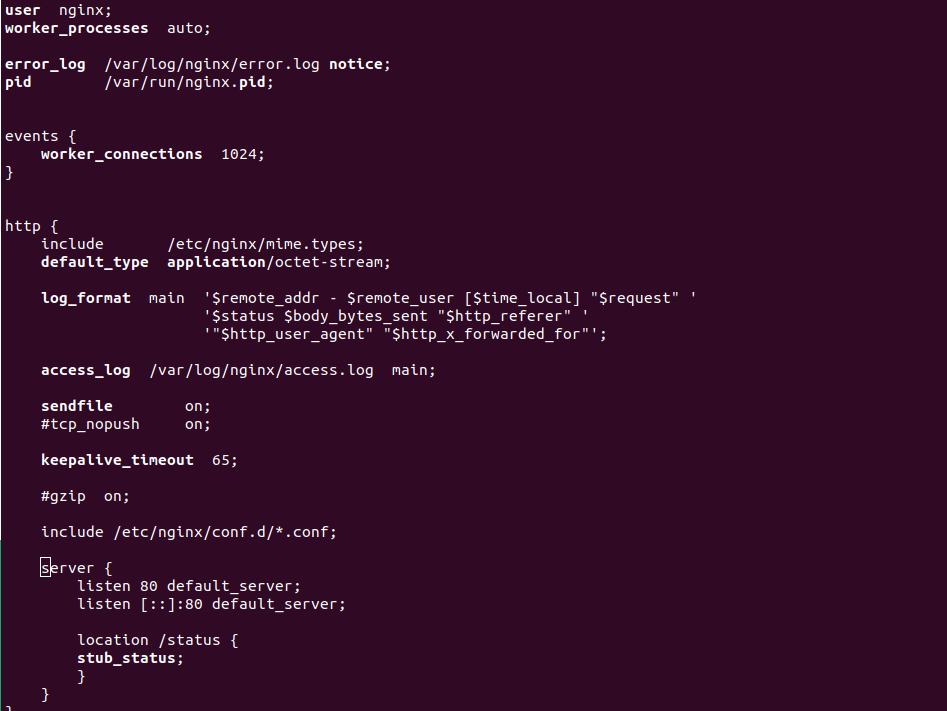 user  nginx;
worker_processes  auto;
error_log  /var/log/nginx/error.log notice;
pid        /var/run/nginx.pid;
events {
    worker_connections  1024;
}
http {
    include       /etc/nginx/mime.types;
    default_type  application/octet-stream;
    log_format  main  '$remote_addr - $remote_user [$time_local] "$request" '
                      '$status $body_bytes_sent "$http_referer" '
                      '"$http_user_agent" "$http_x_forwarded_for"';
    access_log  /var/log/nginx/access.log  main;
    sendfile        on;
    #tcp_nopush     on;
    keepalive_timeout  65;
    #gzip  on;
    include /etc/nginx/conf.d/*.conf;
    server {
        listen 80 default_server;
        listen [::]:80 default_server;
        location /status {
        stub_status;
        }
    }
}